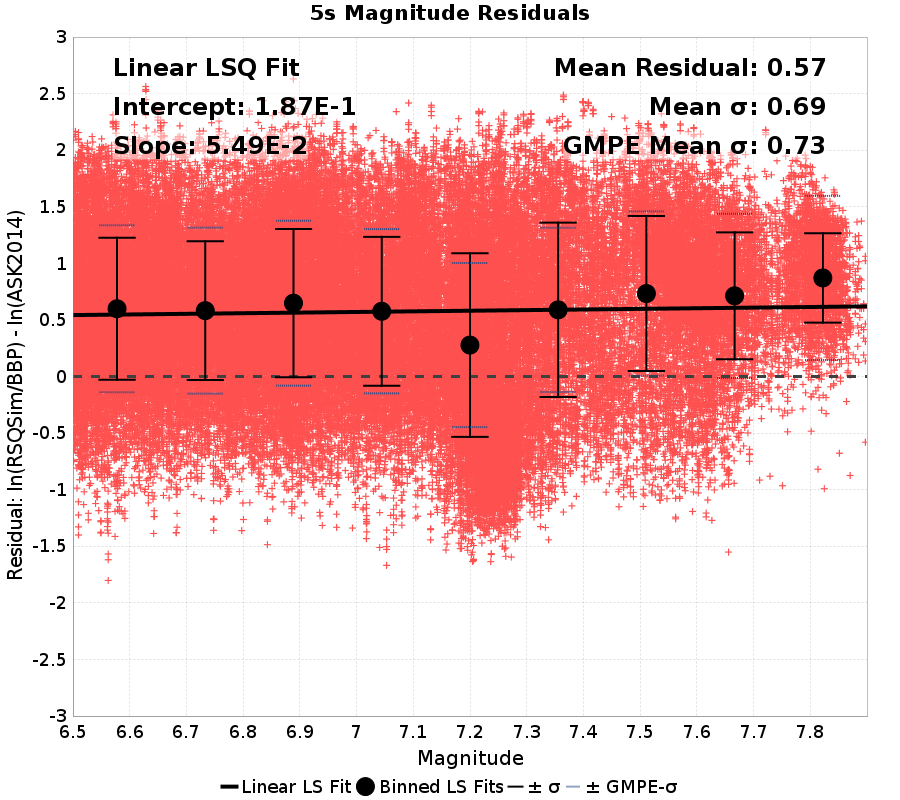 5s Magnitude Residuals
Linear LSQ Fit
Intercept: 1.87E-1
Slope: 5.49E-2
Mean Residual: 0.57
Mean σ: 0.69
GMPE Mean σ: 0.73
Residual: ln(RSQSim/BBP) - ln(ASK2014)
3
2.5
2
1.5
1
0.5
0
-0.5
-1
-1.5
-2
-2.5
-3
6.5 6.6 6.7 6.8 6.9 7 7.1 7.2 7.3 7.4 7.5 7.6 7.7 7.8
Magnitude
Linear LS Fit Binned LS Fits ± σ ± GMPE-σ